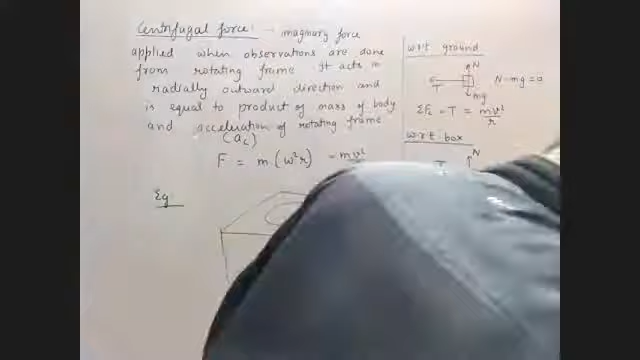 Centrifugal force :- imaginary force
applied when observations are done
from rotating frame It acts in
radially outward direction and
is equal to product of mass of body
and acceleration of rotating frame
(ac)
F = m (ω²r) = mv²
Eg
wrt ground
N
T
mg
N - mg = 0
ΣFc = T = mv²/r
wrt box
T
N